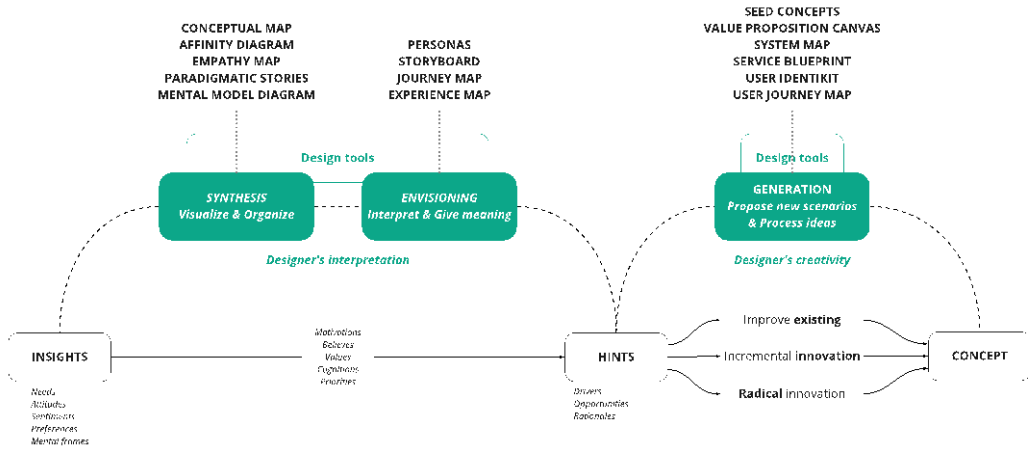 CONCEPTUAL MAP
AFFINITY DIAGRAM
EMPATHY MAP
PARADIGMATIC STORIES
MENTAL MODEL DIAGRAM
PERSONAS
STORYBOARD
JOURNEY MAP
EXPERIENCE MAP
SEED CONCEPTS
VALUE PROPOSITION CANVAS
SYSTEM MAP
SERVICE BLUEPRINT
USER IDENTIKIT
USER JOURNEY MAP
Design tools
Design tools
SYNTHESIS
Visualize & Organize
ENVISIONING
Interpret & Give meaning
GENERATION
Propose new scenarios
& Process ideas
Designer's interpretation
Designer's creativity
INSIGHTS
Needs
Attitudes
Sentiments
Preferences
Mental frames
Motivations
Believes
Values
Cognitions
Priorities
HINTS
Drivers
Opportunities
Rationales
Improve existing
Incremental innovation
Radical innovation
CONCEPT